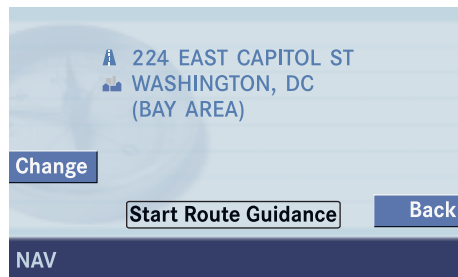 224 EAST CAPITOL ST
WASHINGTON, DC
(BAY AREA)
Change
Start Route Guidance
Back
NAV